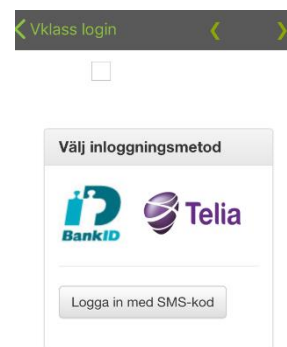 Vklass login
Välj inloggningsmetod
BankID
Telia
Logga in med SMS-kod